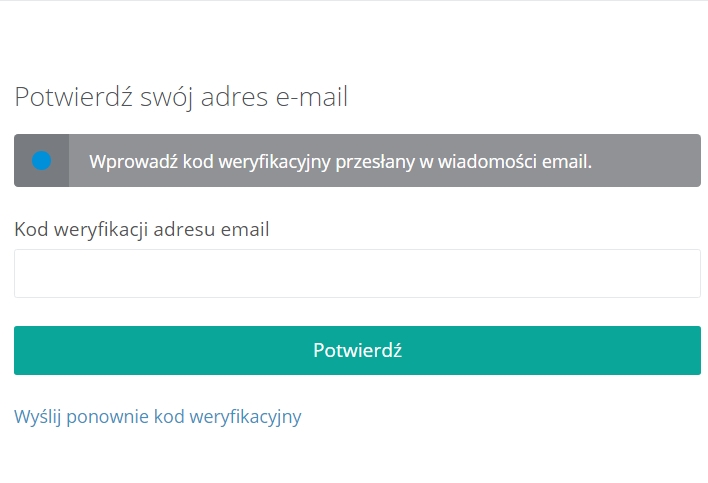 Potwierdź swój adres e-mail
Wprowadź kod weryfikacyjny przesłany w wiadomości email.
Kod weryfikacji adresu email
Potwierdź
Wyślij ponownie kod weryfikacyjny